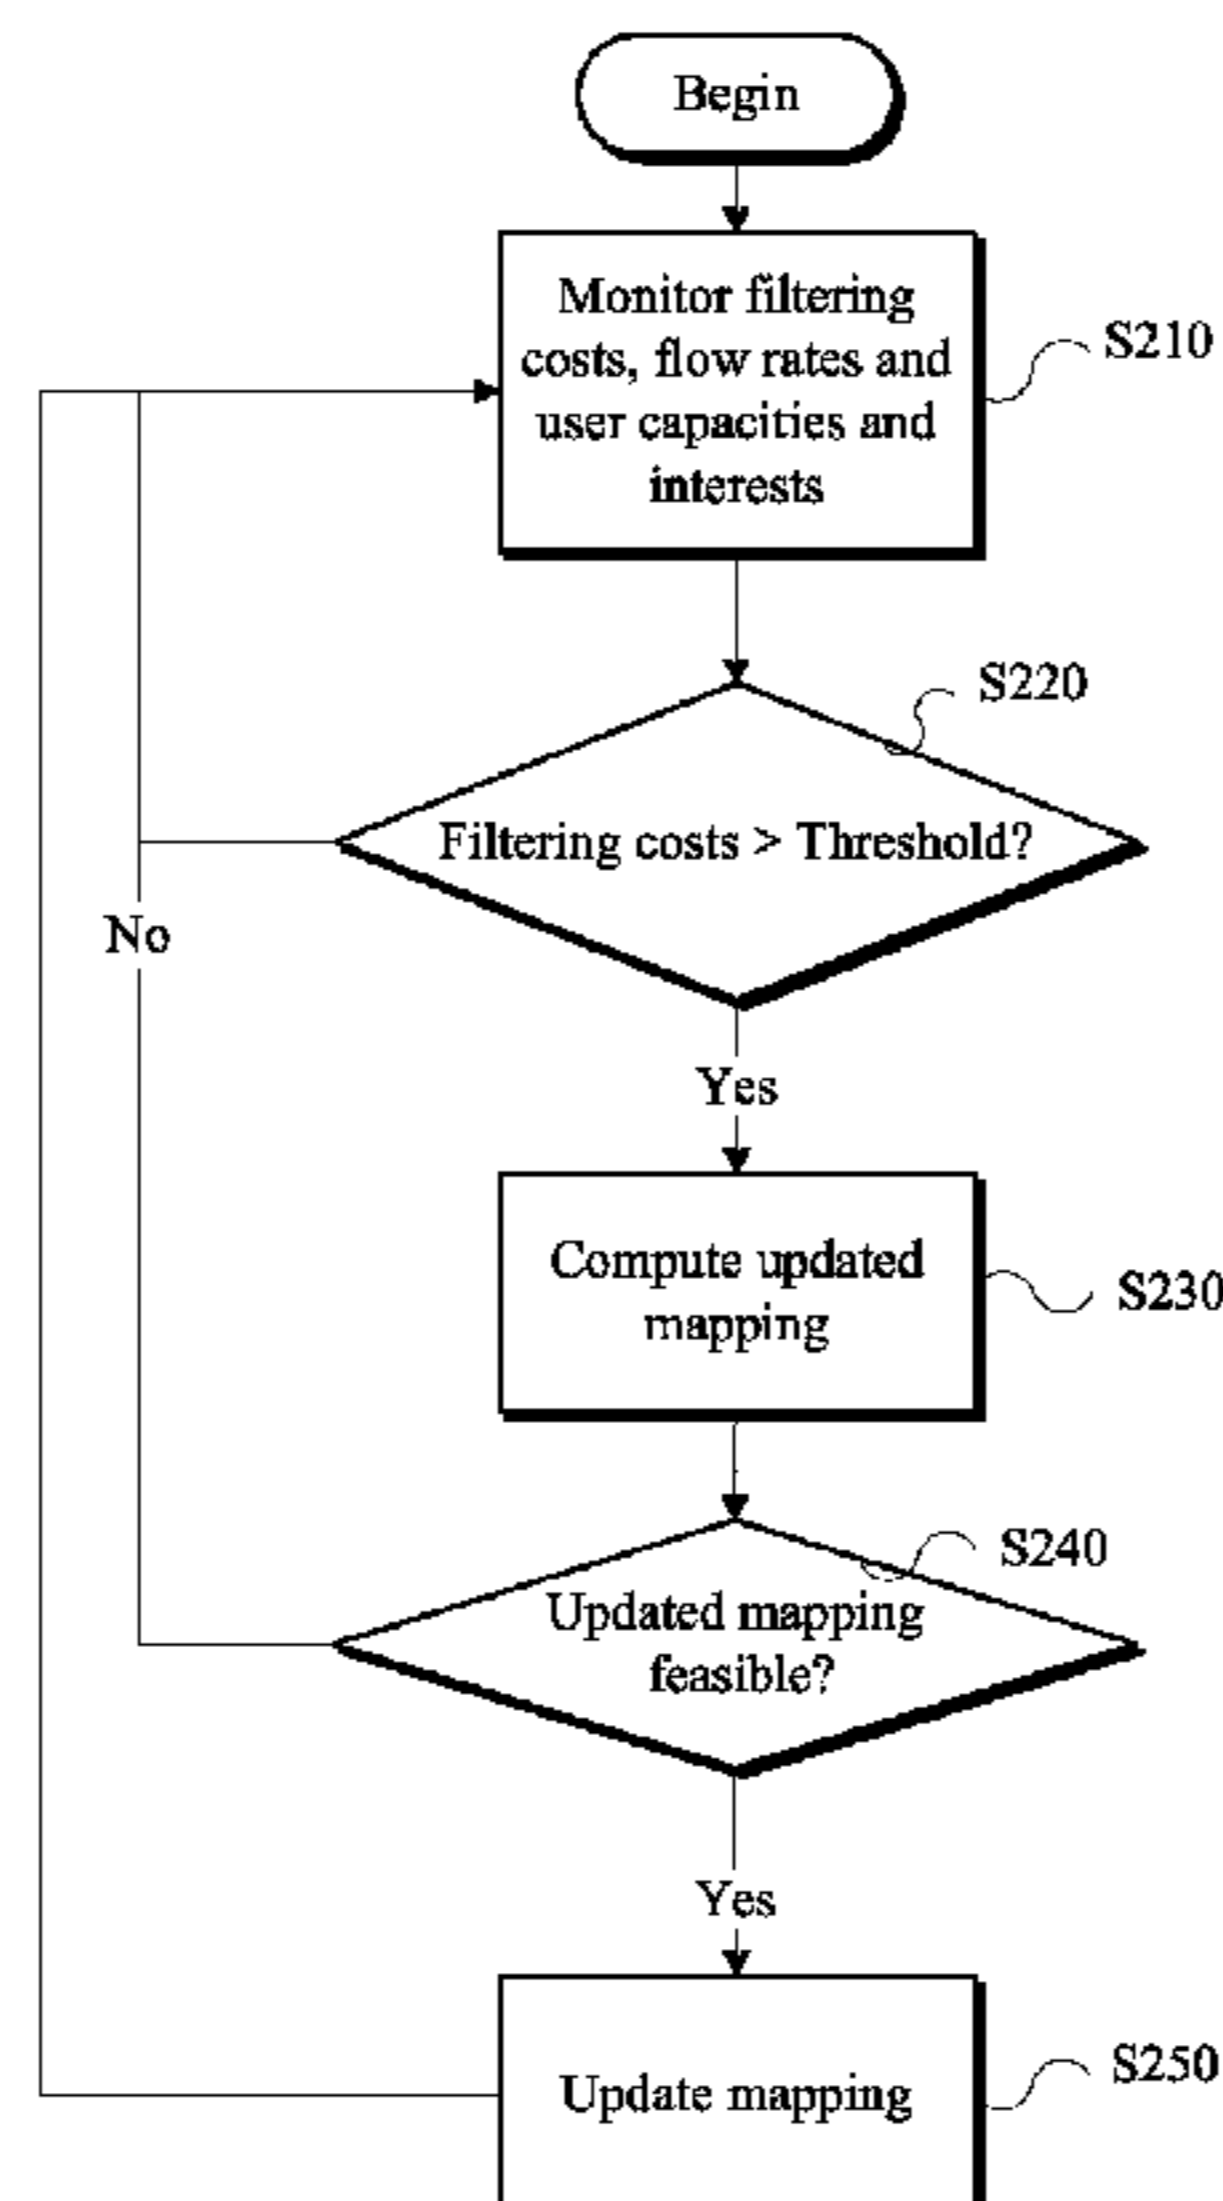 Begin
Monitor filtering
costs, flow rates and
user capacities and
interests
S210
S220
Filtering costs > Threshold?
No
Yes
Compute updated
mapping
S230
S240
Updated mapping
feasible?
Yes
Update mapping
S250